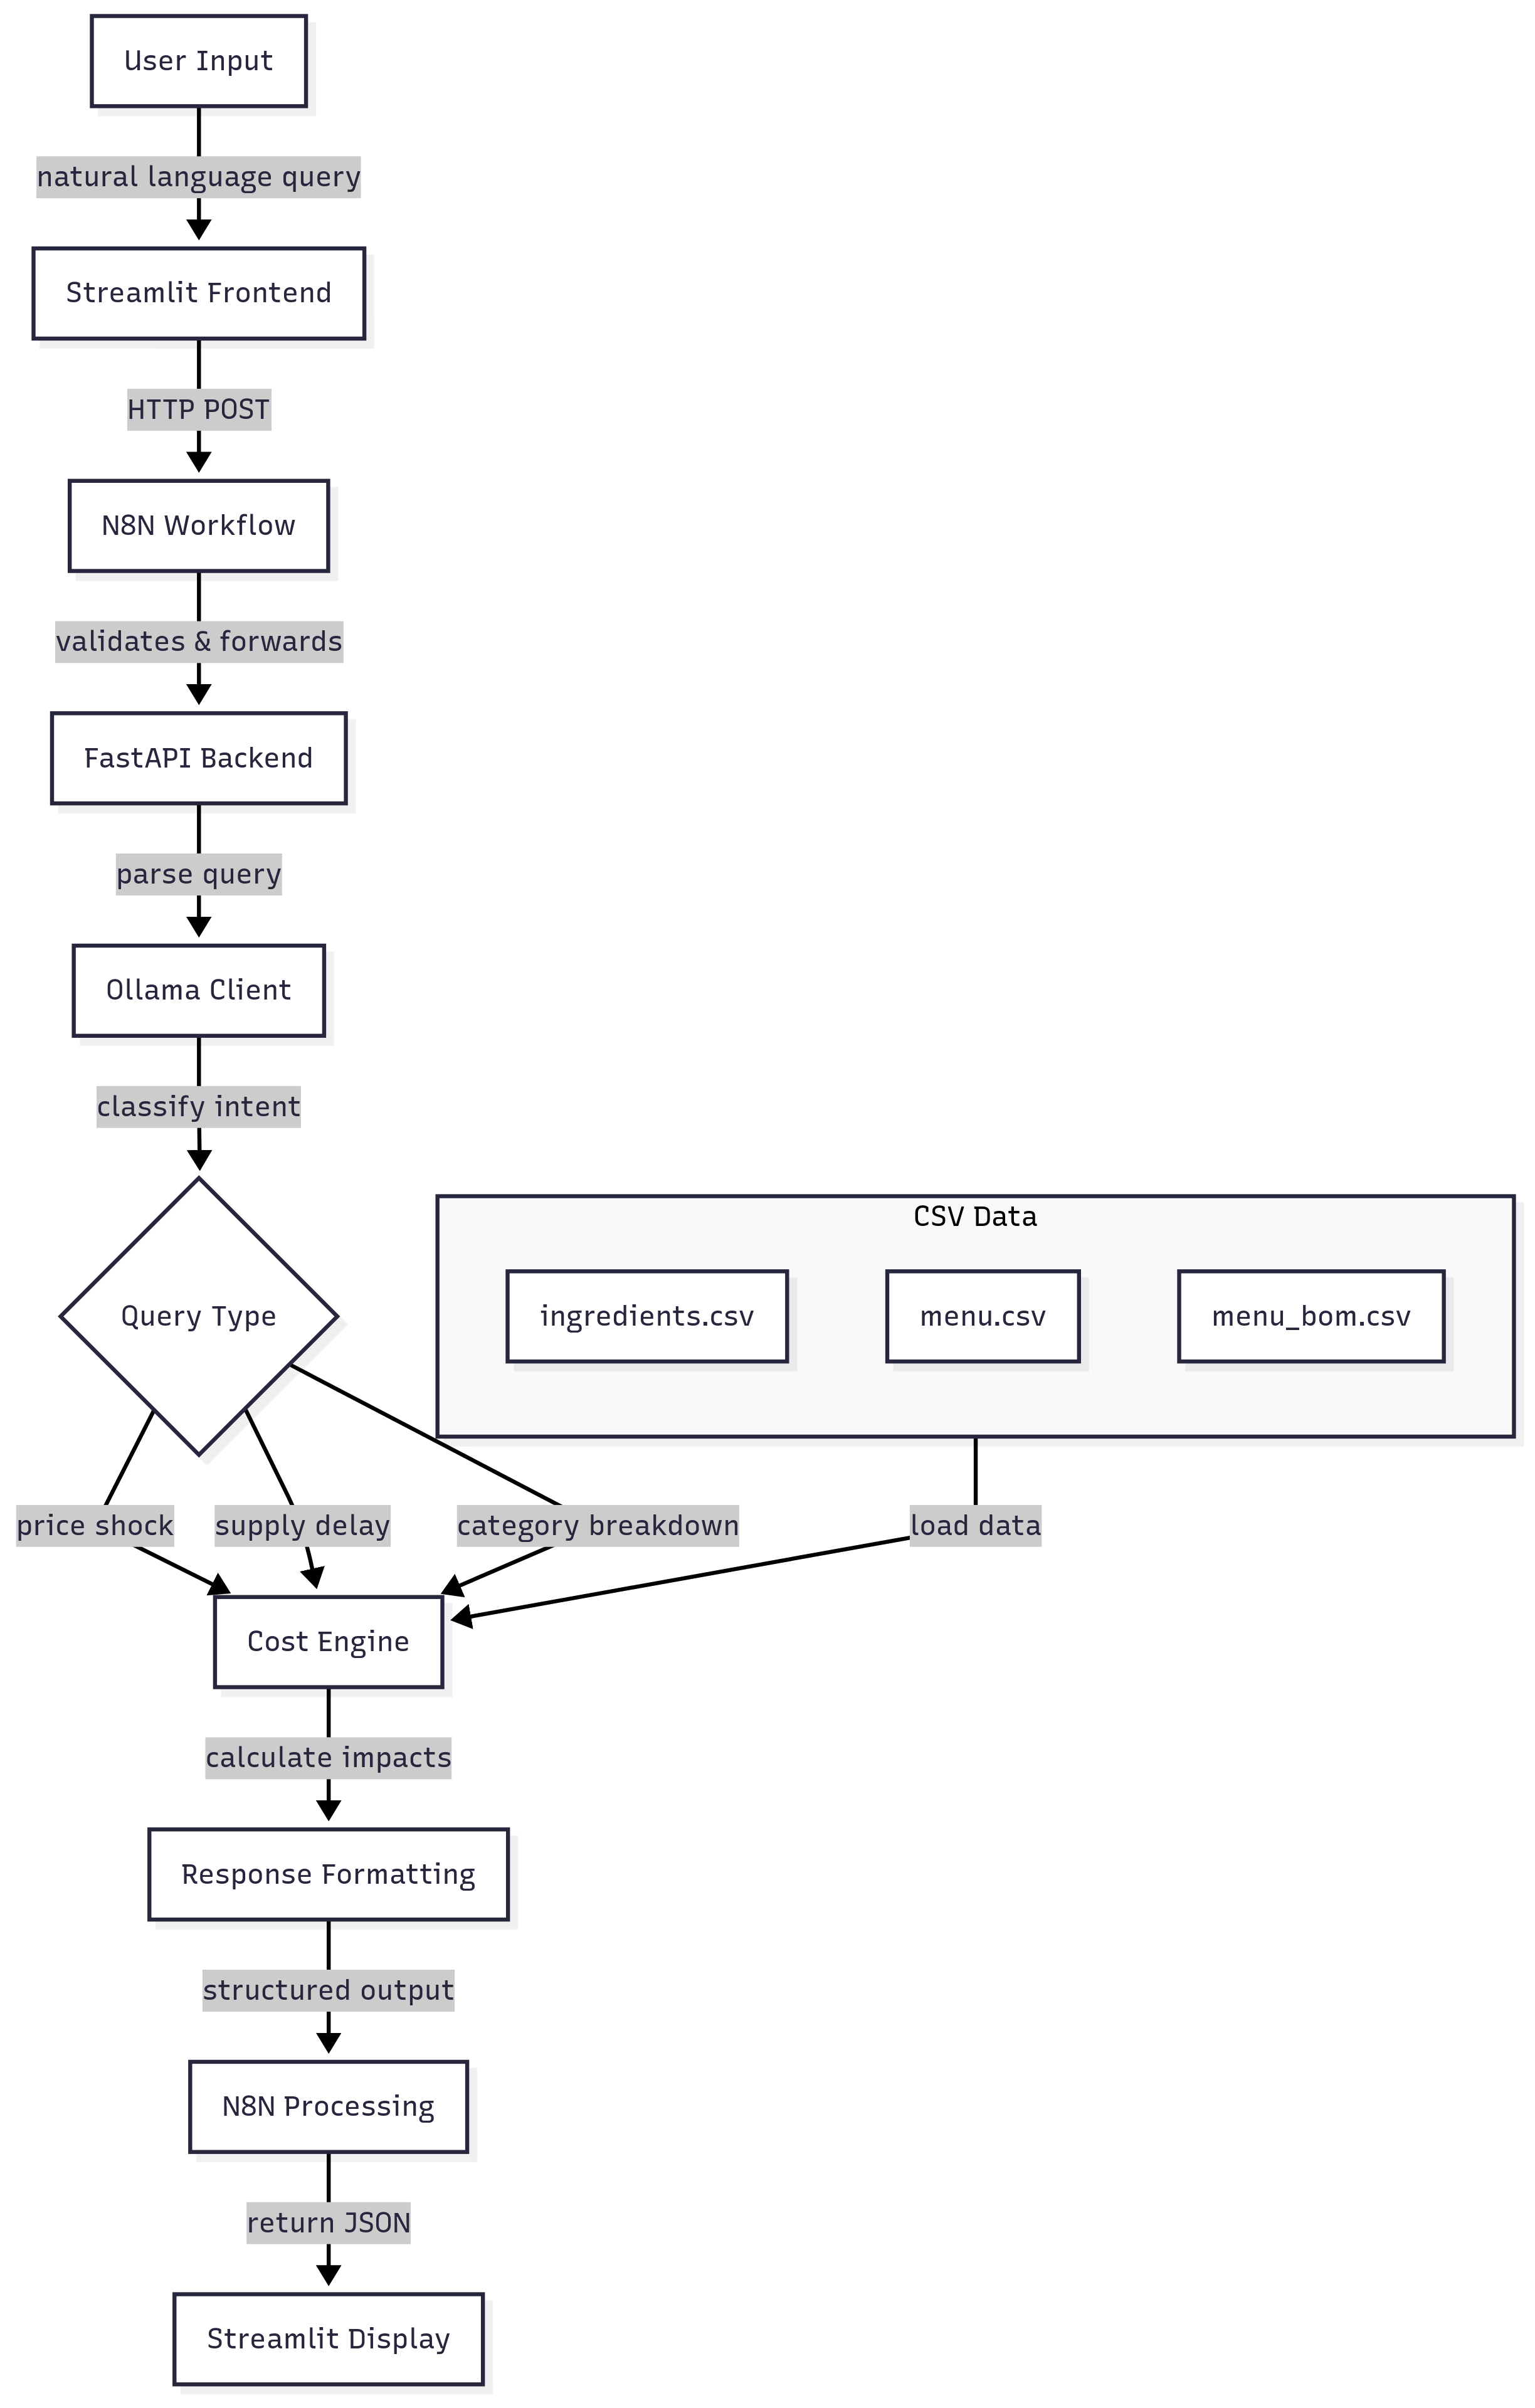 User Input
natural language query
Streamlit Frontend
HTTP POST
N8N Workflow
validates & forwards
FastAPI Backend
parse query
Ollama Client
classify intent
CSV Data
Query Type
ingredients.csv
menu.csv
menu_bom.csv
price shock
supply delay
category breakdown
load data
Cost Engine
calculate impacts
Response Formatting
structured output
N8N Processing
return JSON
Streamlit Display